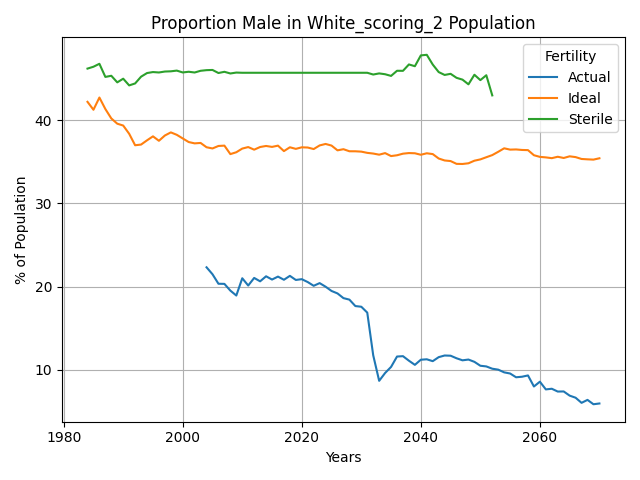 Proportion Male in White_scoring_2 Population
% of Population
40
30
20
10
Fertility
Actual
Ideal
Sterile
1980
2000
2020
2040
2060
Years